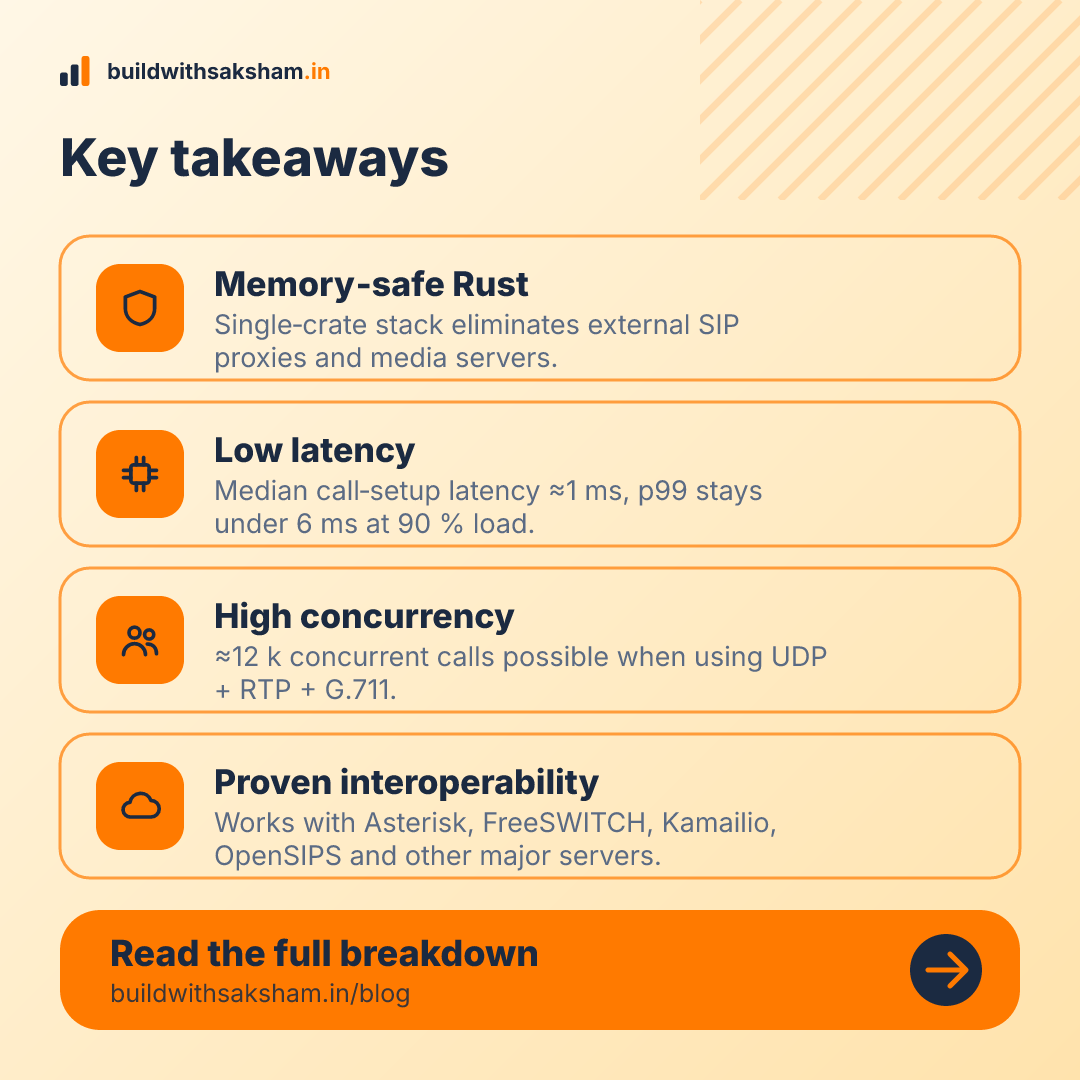 buildwithsaksham.in
Key takeaways
Memory-safe Rust
Single-crate stack eliminates external SIP
proxies and media servers.
Low latency
Median call-setup latency ≈1 ms, p99 stays
under 6 ms at 90 % load.
High concurrency
≈12 k concurrent calls possible when using UDP
+ RTP + G.711.
Proven interoperability
Works with Asterisk, FreeSWITCH, Kamailio,
OpenSIPS and other major servers.
Read the full breakdown
buildwithsaksham.in/blog